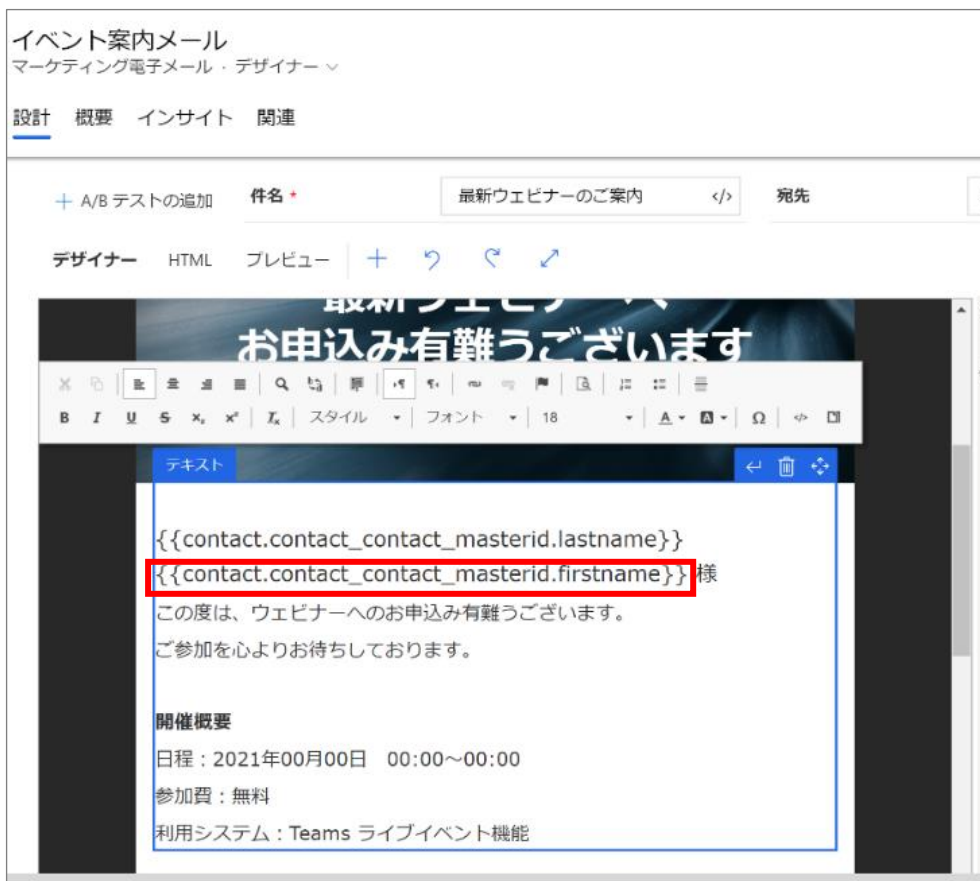 イベント案内メール
マーケティング電子メール · デザイナー
設計 概要 インサイト 関連
+ A/B テストの追加 件名 * 最新ウェビナーのご案内 </> 宛先
デザイナー HTML プレビュー
最新ウェビナーへ
お申込み有難うございます
B I U S x₂ x² Ix スタイル フォント 18 A A Ω </>
テキスト
{{contact.contact_contact_masterid.lastname}}
{{contact.contact_contact_masterid.firstname}} 様
この度は、ウェビナーへのお申込み有難うございます。
ご参加を心よりお待ちしております。
開催概要
日程：2021年00月00日　00:00～00:00
参加費：無料
利用システム：Teams ライブイベント機能